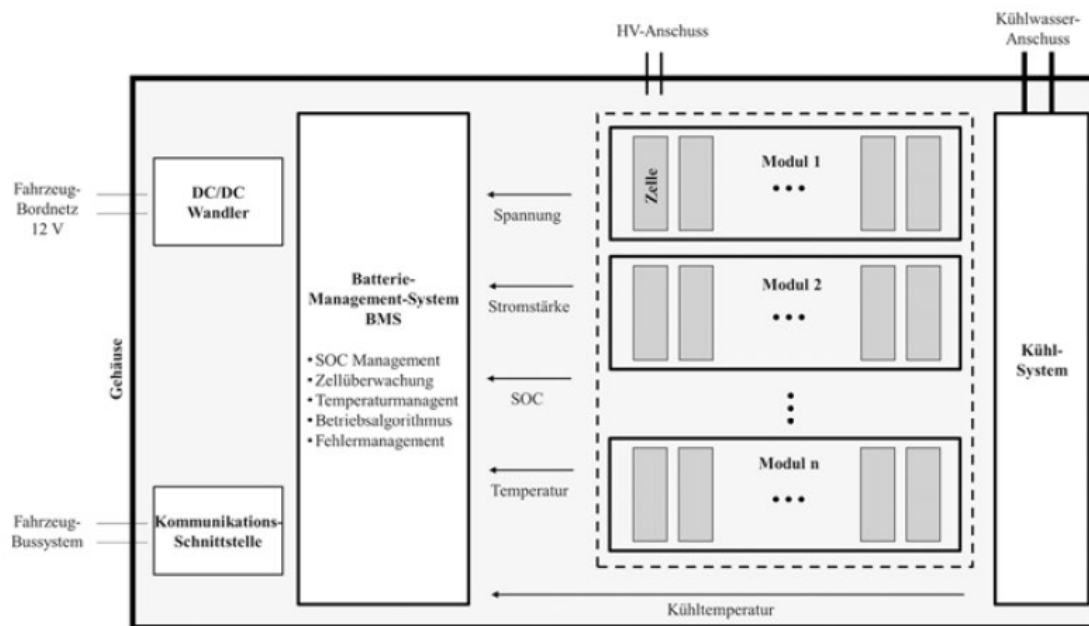 HV-Anschuss
Kühlwasser-
Anschuss
Gehäuse
Fahrzeug-
Bordnetz
12 V
DC/DC
Wandler
Fahrzeug-
Bussystem
Kommunikations-
Schnittstelle
Batterie-
Management-System
BMS
• SOC Management
• Zellüberwachung
• Temperaturmanagent
• Betriebsalgorithmus
• Fehlermanagement
Spannung
Stromstärke
SOC
Temperatur
Kühltemperatur
Zelle
Modul 1
Modul 2
Modul n
Kühl-
System